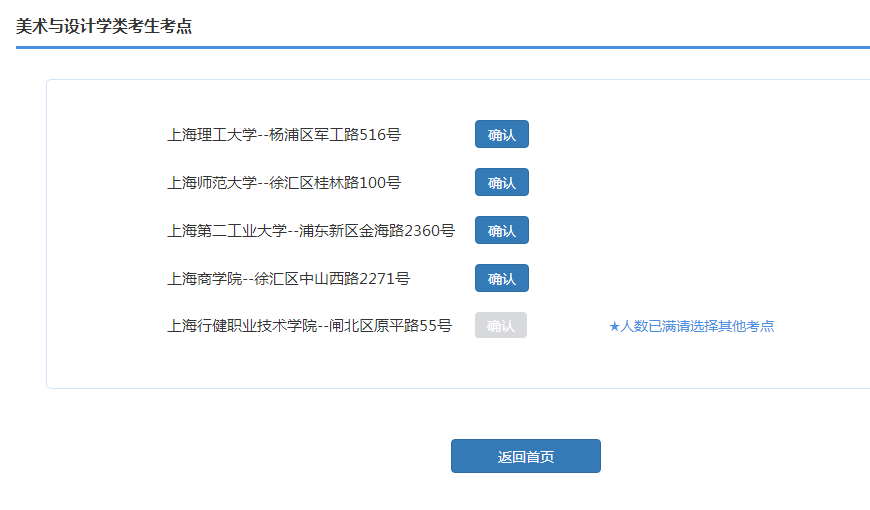 美术与设计学类考生考点
上海理工大学--杨浦区军工路516号 确认
上海师范大学--徐汇区桂林路100号 确认
上海第二工业大学--浦东新区金海路2360号 确认
上海商学院--徐汇区中山西路2271号 确认
上海行健职业技术学院--闸北区原平路55号 确认 ★人数已满请选择其他考点
返回首页